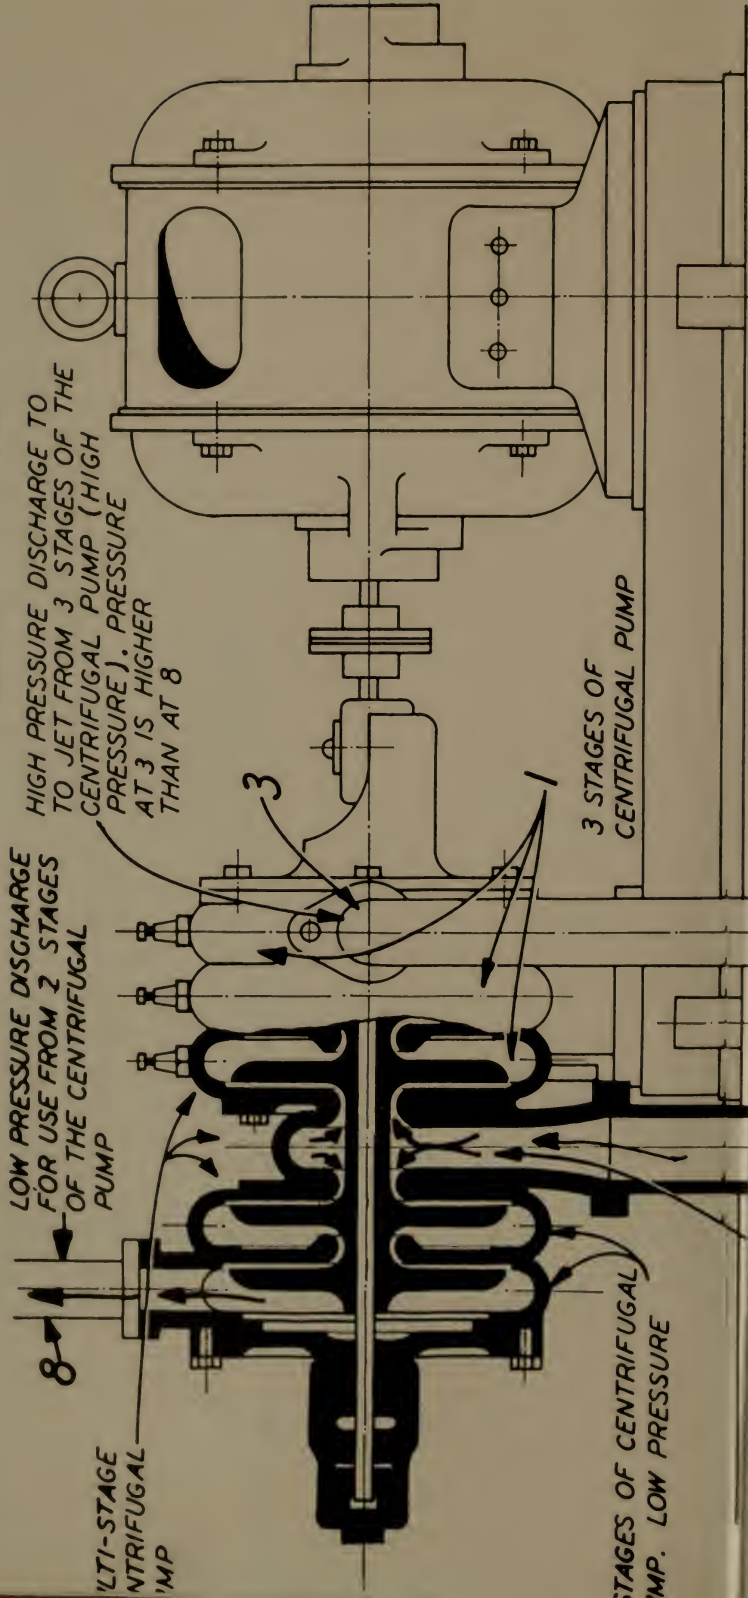 LOW PRESSURE DISCHARGE
FOR USE FROM 2 STAGES
OF THE CENTRIFUGAL
PUMP
HIGH PRESSURE DISCHARGE TO
TO JET FROM 3 STAGES OF THE
CENTRIFUGAL PUMP (HIGH
PRESSURE). PRESSURE
AT 3 IS HIGHER
THAN AT 8
8
LTI-STAGE
NTRIFUGAL
MP
3
1
3 STAGES OF
CENTRIFUGAL PUMP
STAGES OF CENTRIFUGAL
MP. LOW PRESSURE